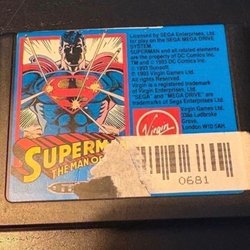 Licensed by SEGA Enterprises, Ltd.
for play on the SEGA MEGA DRIVE
SYSTEM.
SUPERMAN and all related elements
are the property of DC Comics Inc.
TM and © 1993 DC Comics Inc.
© 1993 Sunsoft
© 1993 Virgin Games Ltd.
All Rights Reserved.
Virgin is a registered trademark
of Virgin Enterprises, Ltd.
"SEGA" and "MEGA DRIVE" are
trademarks of Sega Enterprises Ltd.
Virgin
Virgin Games Ltd.
338a Ladbroke
Grove,
London W10 5AH
SUPERM
THE MAN OF
0681